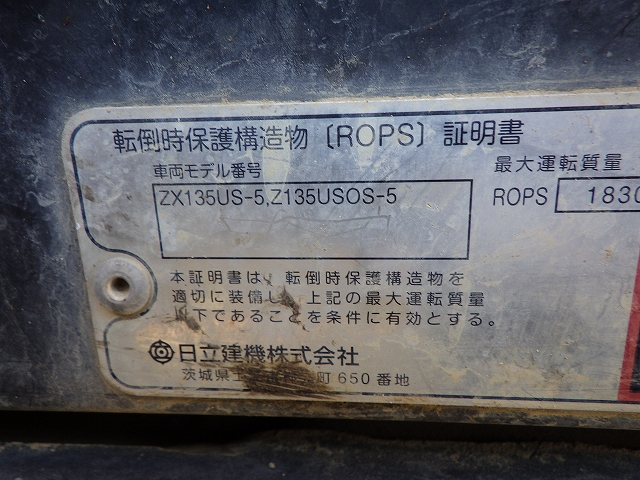 転倒時保護構造物〔ROPS〕証明書
車両モデル番号
ZX135US-5,Z135USOS-5
最大運転質量
ROPS 1830
本証明書は、転倒時保護構造物を
適切に装備し、上記の最大運転質量
以下であることを条件に有効とする。
日立建機株式会社
茨城県土 町650番地